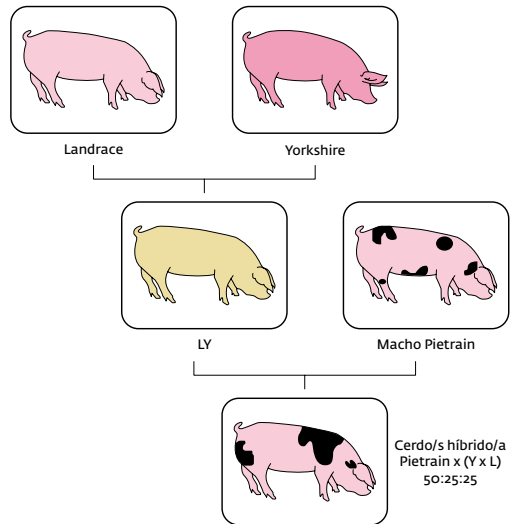 Landrace
Yorkshire
LY
Macho Pietrain
Cerdo/s híbrido/a
Pietrain x (Y x L)
50:25:25